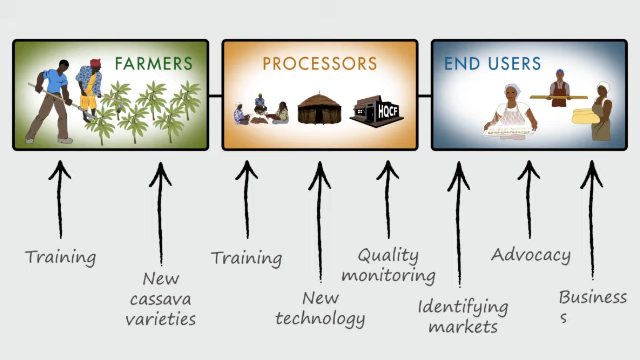 FARMERS
PROCESSORS
END USERS
HQCF
Training
New
cassava
varieties
Training
New
technology
Quality
monitoring
Identifying
markets
Advocacy
Business
s